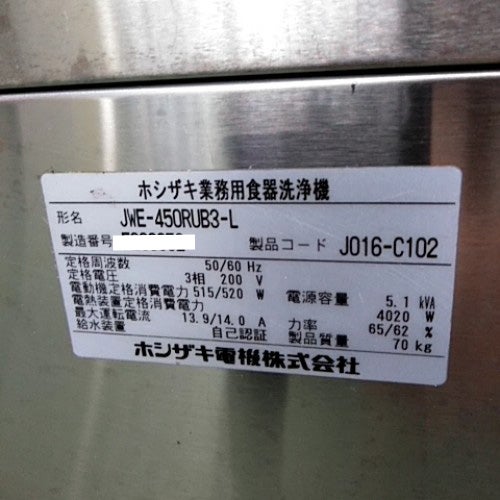 ホシザキ業務用食器洗浄機
形名 JWE-450RUB3-L
製造番号 製品コード J016-C102
定格周波数 50/60 Hz
定格電圧 3相 200 V
電動機定格消費電力 515/520 W 電源容量 5.1 kVA
電熱装置定格消費電力 4020 W
最大運転電流 13.9/14.0 A 力率 65/62 %
給水装置 自己認証 製品質量 70 kg
ホシザキ電機株式会社